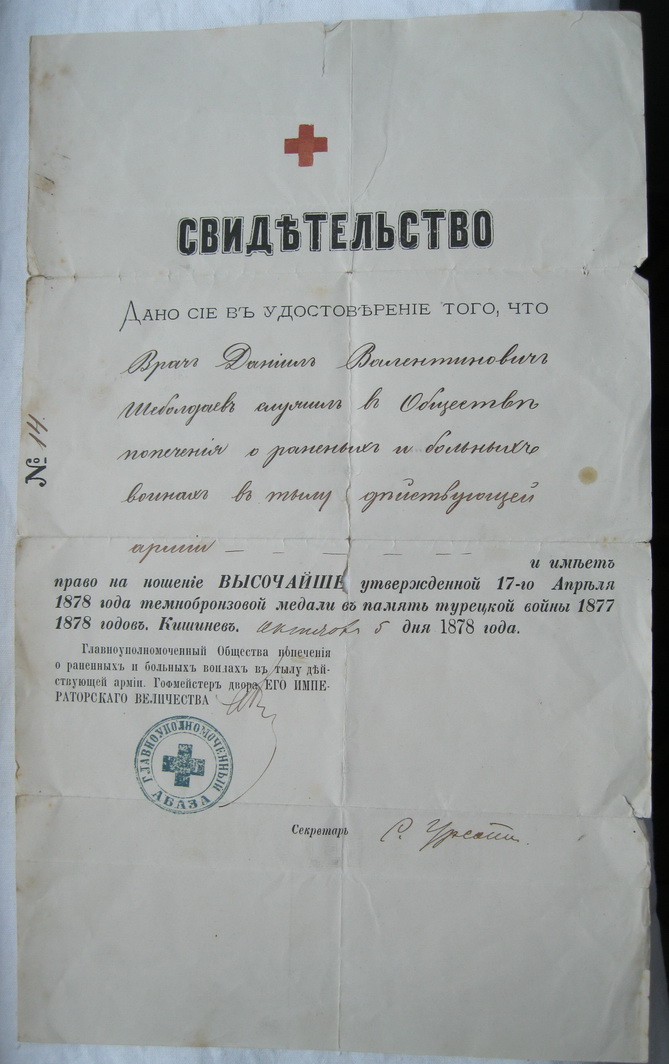 СВИДѢТЕЛЬСТВО
Дано сіе въ удостовѣреніе того, что
Врачъ Даніилъ Валентиновичъ
Шеболдаевъ служилъ въ Обществѣ
попеченія о раненыхъ и больныхъ
воинахъ въ тылу дѣйствующей
арміи — — — — — —
№ 14.
и имѣетъ
право на ношеніе ВЫСОЧАЙШЕ утвержденной 17-го Апрѣля
1878 года темнобронзовой медали въ память турецкой войны 1877
1878 годовъ. Кишиневъ. октября 5 дня 1878 года.
Главноуполномоченный Общества попеченія
о раненныхъ и больныхъ воинахъ въ тылу дѣй-
ствующей арміи. Гофмейстеръ двора ЕГО ИМПЕ-
РАТОРСКАГО ВЕЛИЧЕСТВА
ГЛАВНОУПОЛНОМОЧЕННЫЙ
АБАЗА
Секретарь С.